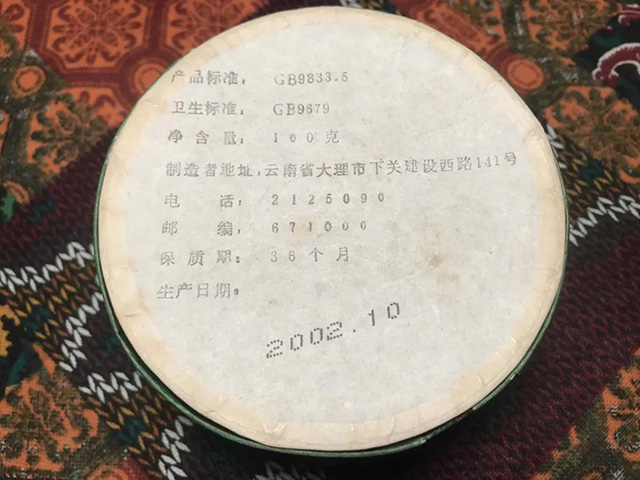 产品标准: GB9833.5
卫生标准: GB9679
净含量: 100克
制造者地址:云南省大理市下关建设西路141号
电话: 2125090
邮编: 671000
保质期: 36个月
生产日期:
2002.10